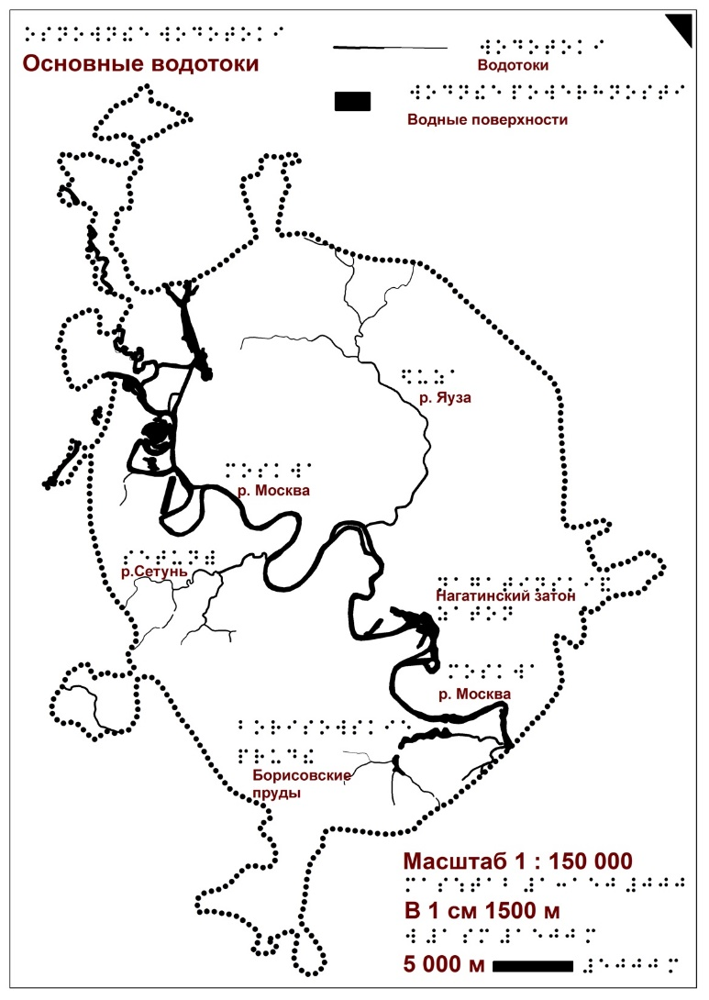 Основные водотоки
Водотоки
Водные поверхности
р. Яуза
р. Москва
р.Сетунь
Нагатинский затон
р. Москва
Борисовские
пруды
Масштаб 1 : 150 000
В 1 см 1500 м
5 000 м